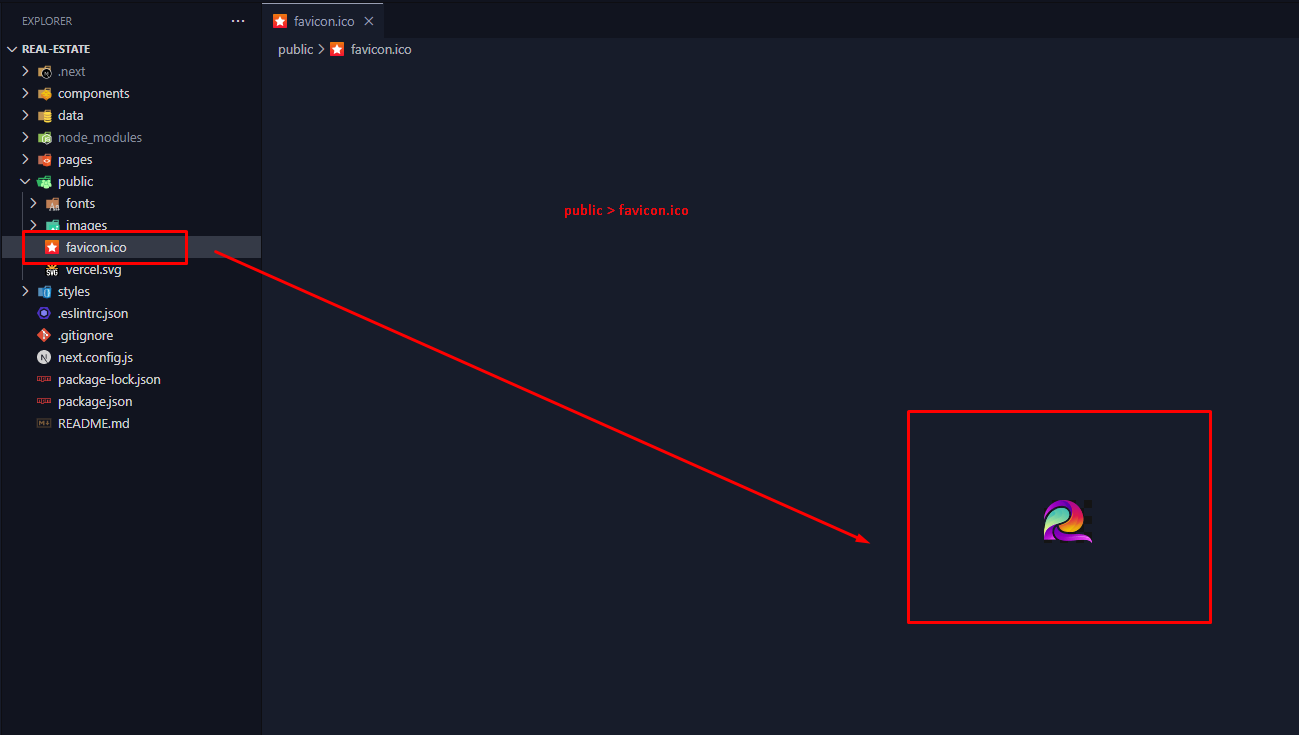 EXPLORER
REAL-ESTATE
.next
components
data
node_modules
pages
public
fonts
images
favicon.ico
vercel.svg
styles
.eslintrc.json
.gitignore
next.config.js
package-lock.json
package.json
README.md
favicon.ico
public > favicon.ico
public > favicon.ico